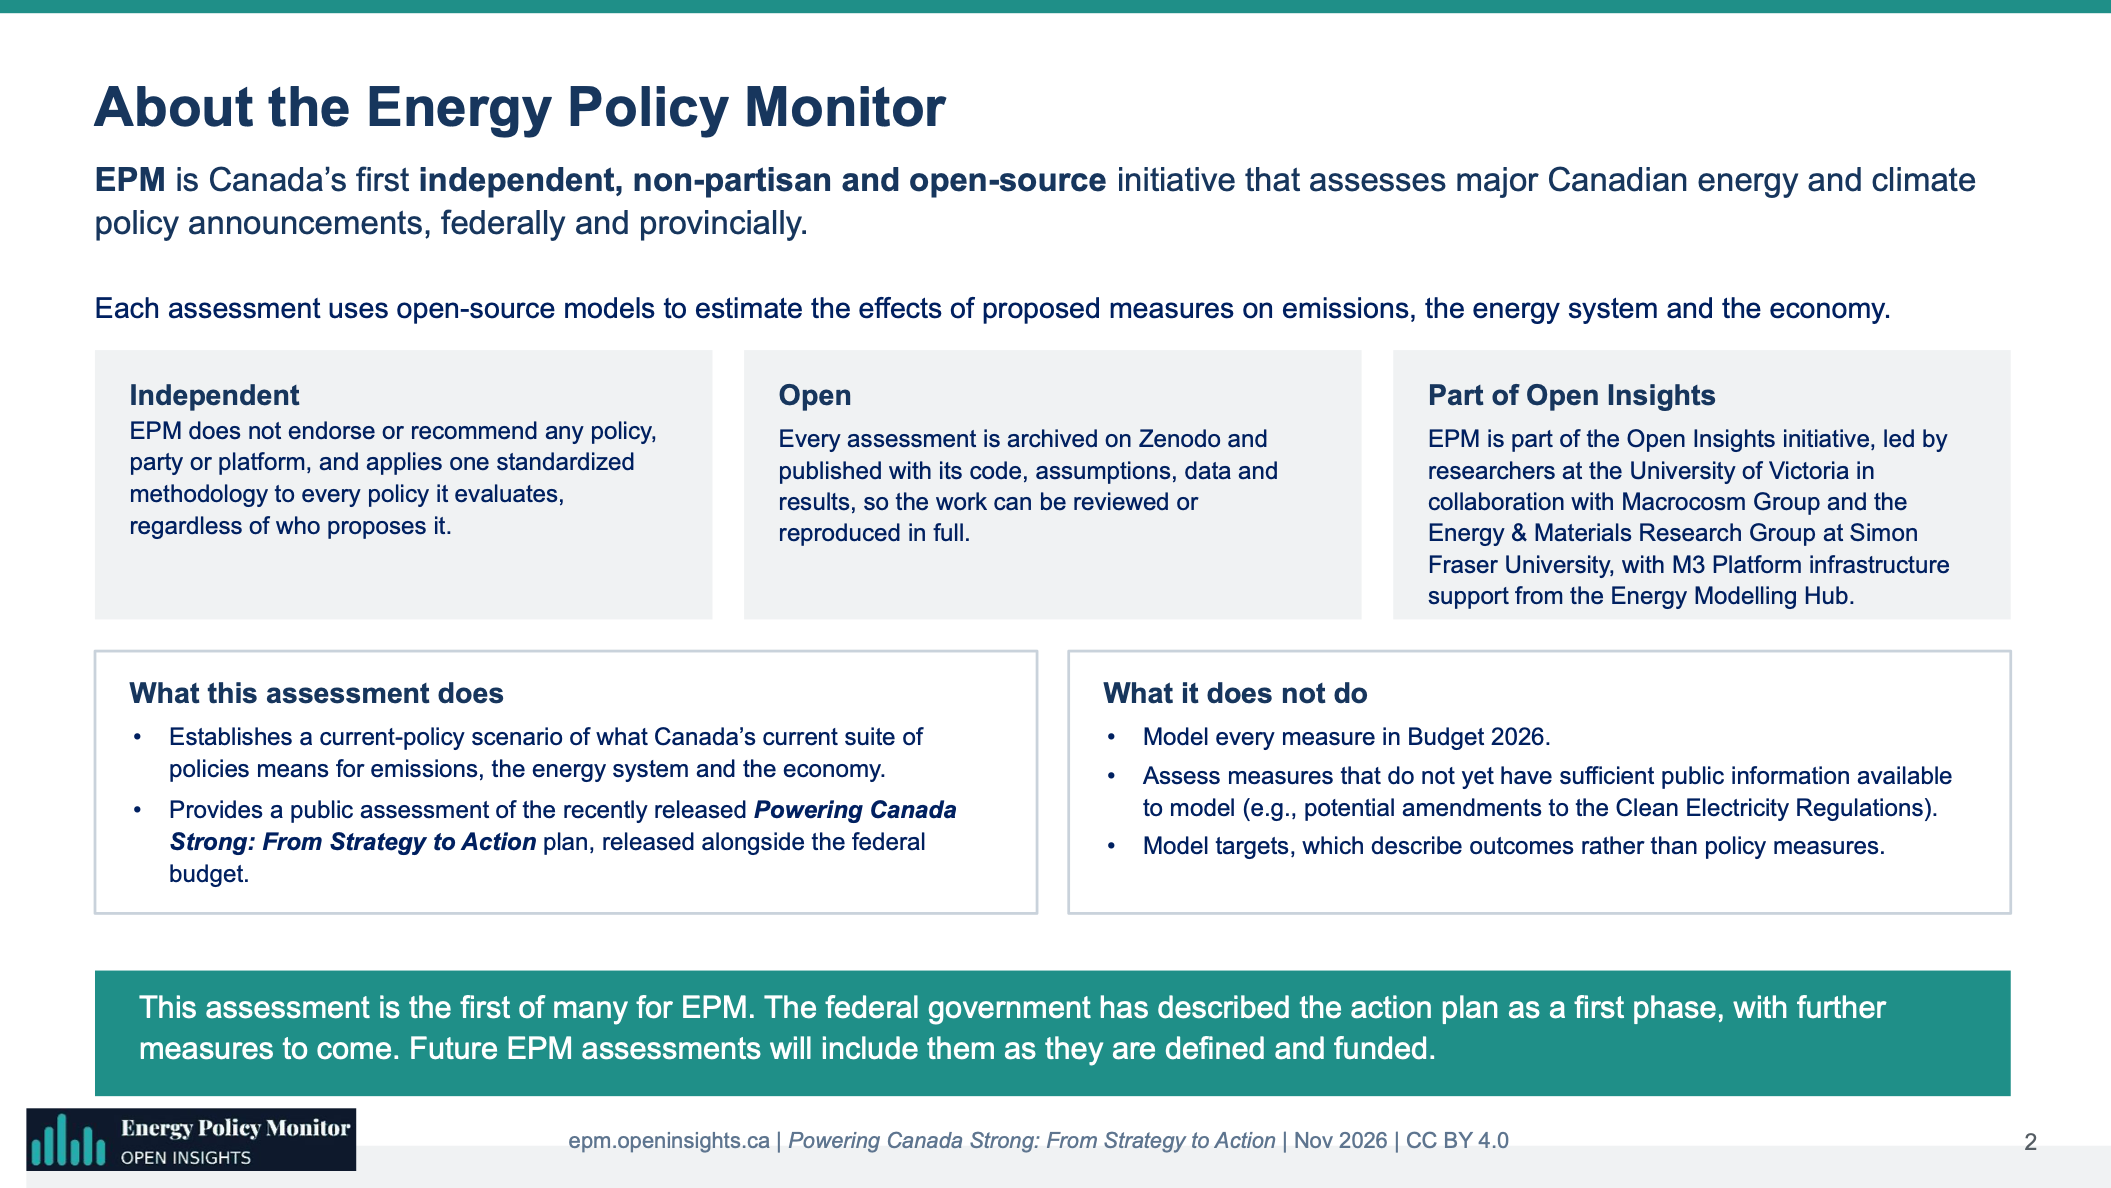 About the Energy Policy Monitor
EPM is Canada’s first independent, non-partisan and open-source initiative that assesses major Canadian energy and climate
policy announcements, federally and provincially.
Each assessment uses open-source models to estimate the effects of proposed measures on emissions, the energy system and the economy.
Independent
EPM does not endorse or recommend any policy,
party or platform, and applies one standardized
methodology to every policy it evaluates,
regardless of who proposes it.
Open
Every assessment is archived on Zenodo and
published with its code, assumptions, data and
results, so the work can be reviewed or
reproduced in full.
Part of Open Insights
EPM is part of the Open Insights initiative, led by
researchers at the University of Victoria in
collaboration with Macrocosm Group and the
Energy & Materials Research Group at Simon
Fraser University, with M3 Platform infrastructure
support from the Energy Modelling Hub.
What this assessment does
• Establishes a current-policy scenario of what Canada’s current suite of
policies means for emissions, the energy system and the economy.
• Provides a public assessment of the recently released Powering Canada
Strong: From Strategy to Action plan, released alongside the federal
budget.
What it does not do
• Model every measure in Budget 2026.
• Assess measures that do not yet have sufficient public information available
to model (e.g., potential amendments to the Clean Electricity Regulations).
• Model targets, which describe outcomes rather than policy measures.
This assessment is the first of many for EPM. The federal government has described the action plan as a first phase, with further
measures to come. Future EPM assessments will include them as they are defined and funded.
Energy Policy Monitor
OPEN INSIGHTS
epm.openinsights.ca | Powering Canada Strong: From Strategy to Action | Nov 2026 | CC BY 4.0
2